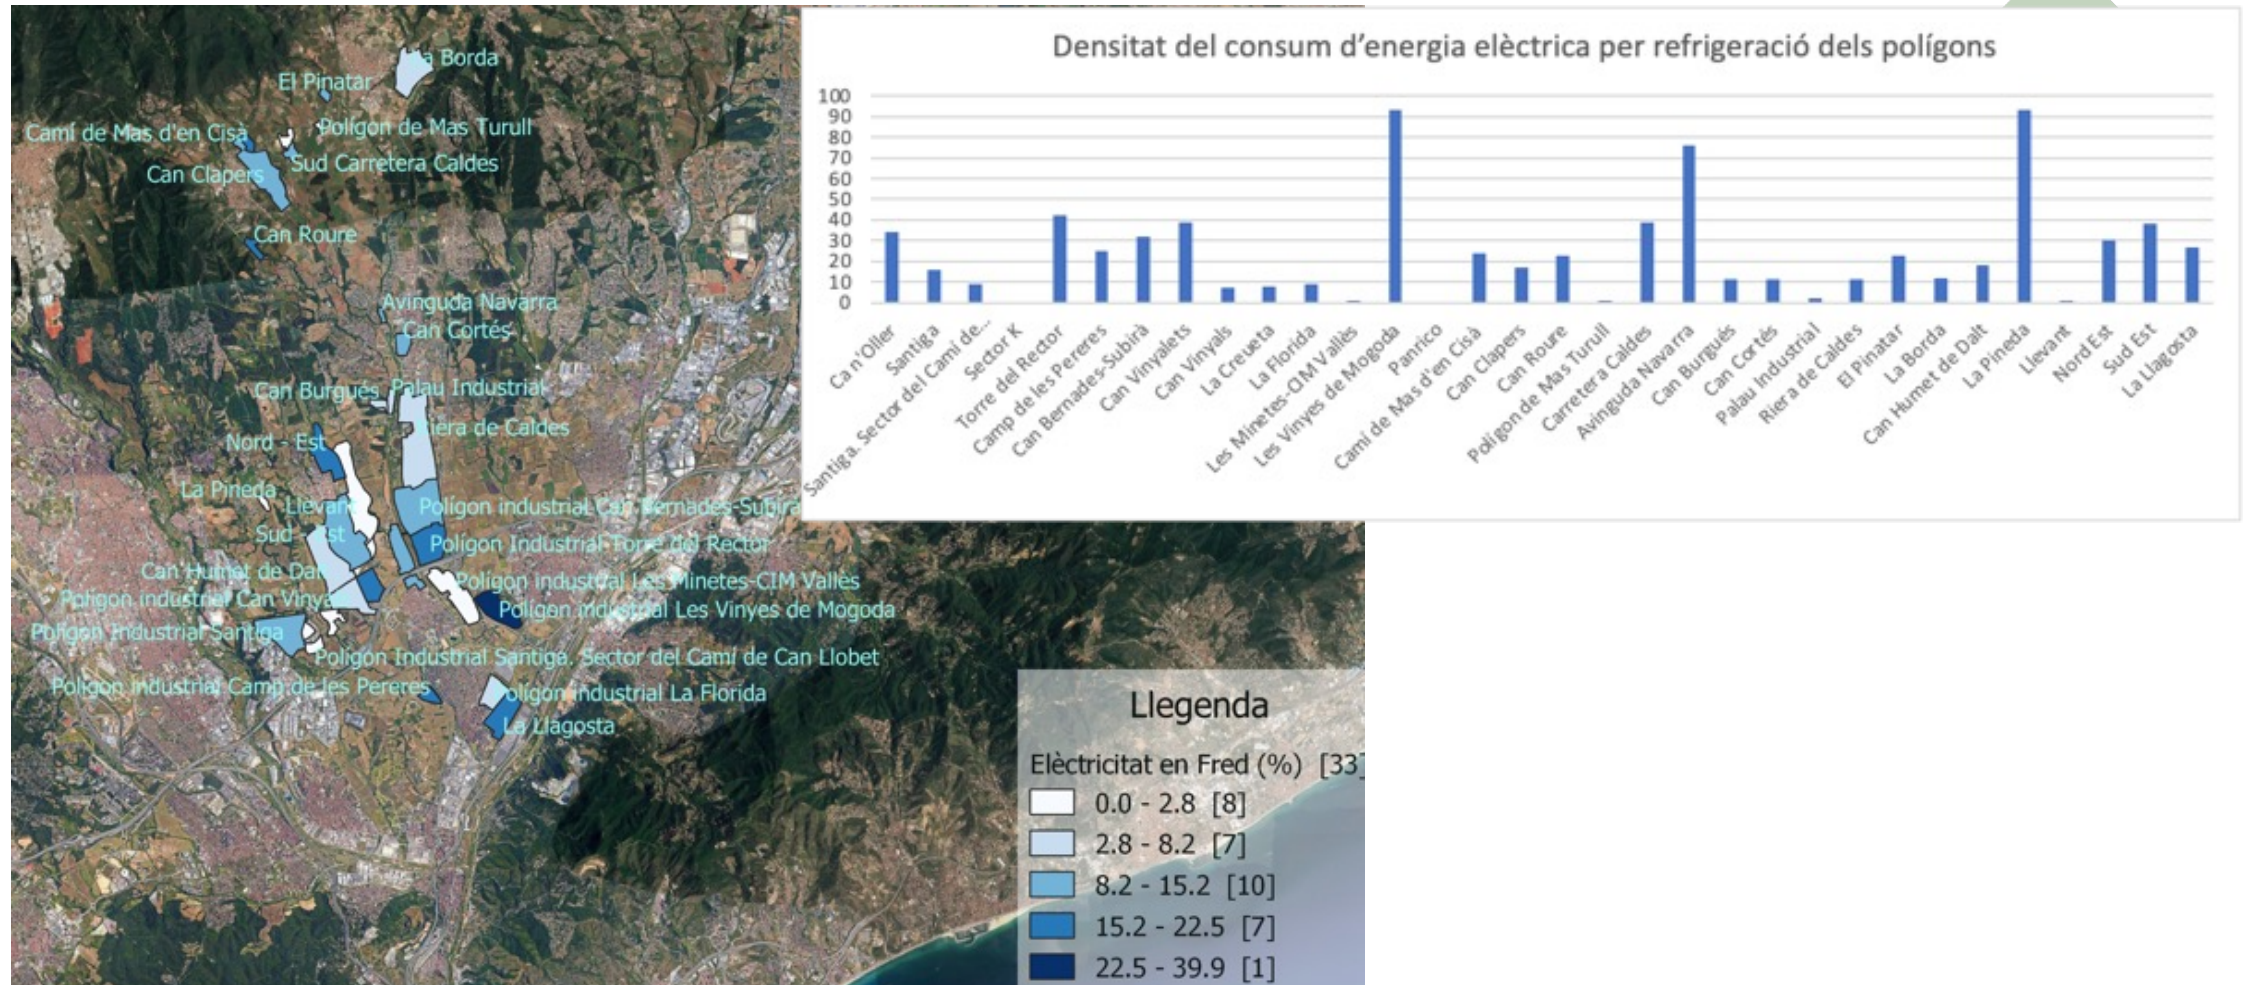 La Borda
El Pinatar
Camí de Mas d'en Cisà
Polígon de Mas Turull
Sud Carretera Caldes
Can Clapers
Can Roure
Avinguda Navarra
Can Cortés
Can Burgués
Palau Industrial
Riera de Caldes
Nord - Est
La Pineda
Llevant
Polígon industrial Can Bernades-Subirà
Sud - Est
Polígon Industrial Torre del Rector
Can Humet de Dalt
Polígon industrial Les Minetes-CIM Vallès
Polígon industrial Can Vinyals
Polígon industrial Les Vinyes de Mogoda
Polígon Industrial Santiga
Polígon Industrial Santiga. Sector del Camí de Can Llobet
Polígon industrial Camp de les Pereres
Polígon industrial La Florida
La Llagosta
Densitat del consum d'energia elèctrica per refrigeració dels polígons
100
90
80
70
60
50
40
30
20
10
0
Ca n'Oller
Santiga
Santiga. Sector del Camí de...
Sector K
Torre del Rector
Camp de les Pereres
Can Bernades-Subirà
Can Vinyalets
Can Vinyals
La Creueta
La Florida
Les Minetes-CIM Vallès
Les Vinyes de Mogoda
Panrico
Camí de Mas d'en Cisà
Can Clapers
Can Roure
Polígon de Mas Turull
Carretera Caldes
Avinguda Navarra
Can Burgués
Can Cortés
Palau Industrial
Riera de Caldes
El Pinatar
La Borda
Can Humet de Dalt
La Pineda
Llevant
Nord Est
Sud Est
La Llagosta
Llegenda
Elèctricitat en Fred (%) [33]
0.0 - 2.8 [8]
2.8 - 8.2 [7]
8.2 - 15.2 [10]
15.2 - 22.5 [7]
22.5 - 39.9 [1]